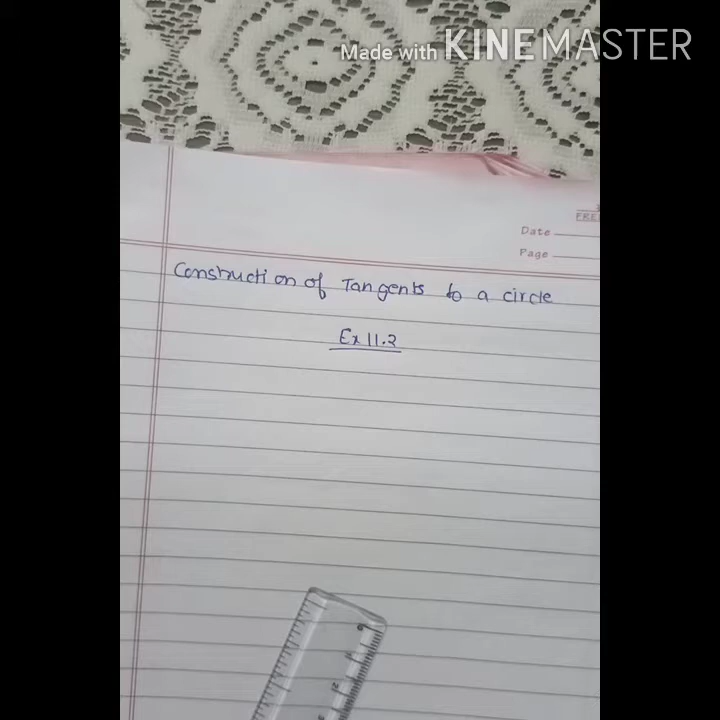 Made with KINEMASTER
Date
Page
Construction of Tangents to a circle
Ex 11.2